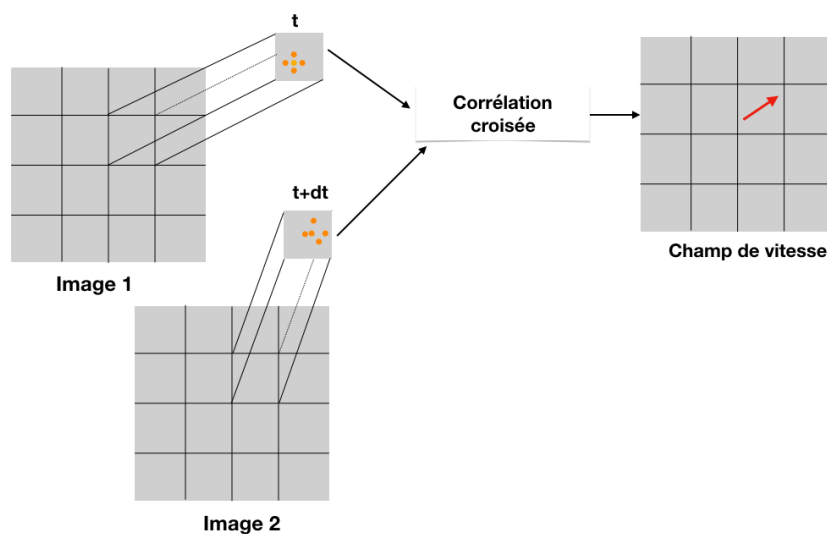 t
Corrélation
croisée
t+dt
Champ de vitesse
Image 1
Image 2